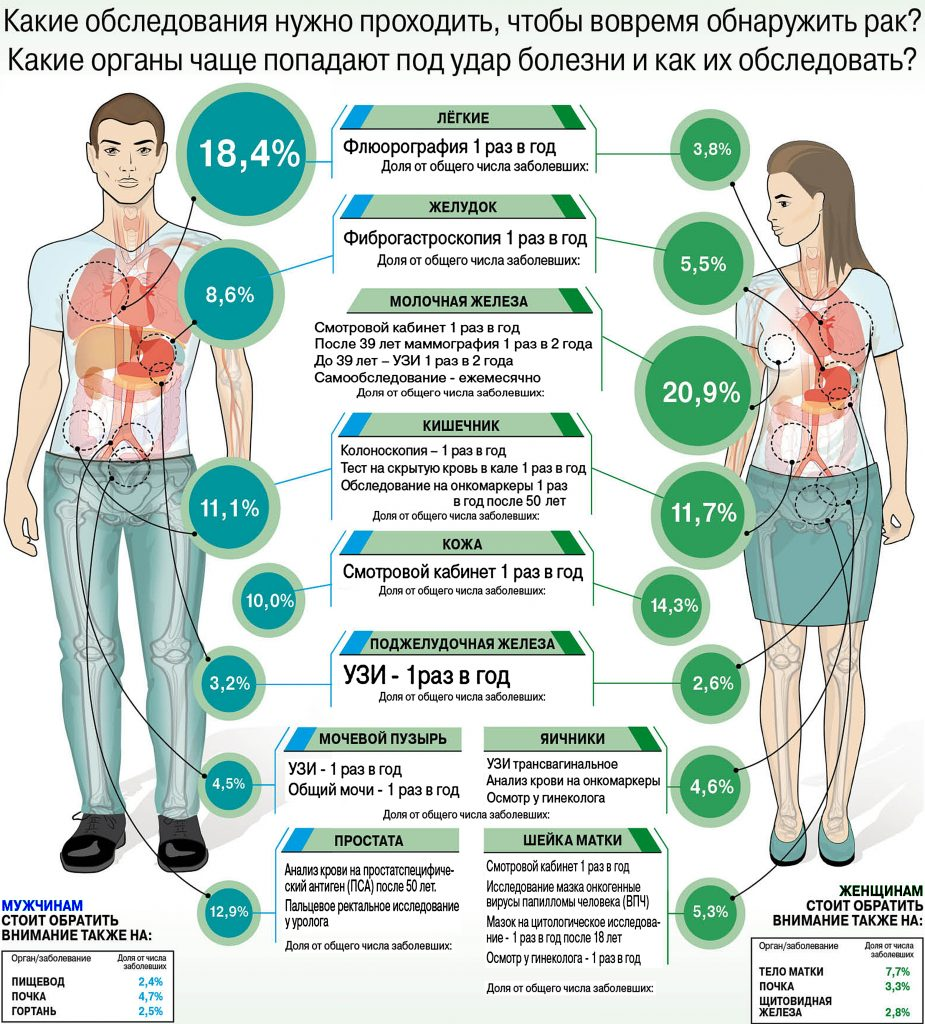 Какие обследования нужно проходить, чтобы вовремя обнаружить рак?
Какие органы чаще попадают под удар болезни и как их обследовать?
ЛЁГКИЕ
18,4%
Флюорография 1 раз в год
Доля от общего числа заболевших:
3,8%
ЖЕЛУДОК
8,6%
Фиброгастроскопия 1 раз в год
Доля от общего числа заболевших:
5,5%
МОЛОЧНАЯ ЖЕЛЕЗА
Смотровой кабинет 1 раз в год
После 39 лет маммография 1 раз в 2 года
До 39 лет – УЗИ 1 раз в 2 года
Самообследование - ежемесячно
Доля от общего числа заболевших:
20,9%
КИШЕЧНИК
Колоноскопия – 1 раз в год
Тест на скрытую кровь в кале 1 раз в год
Обследование на онкомаркеры 1 раз
в год после 50 лет
Доля от общего числа заболевших:
11,1%
11,7%
КОЖА
Смотровой кабинет 1 раз в год
Доля от общего числа заболевших:
10,0%
14,3%
ПОДЖЕЛУДОЧНАЯ ЖЕЛЕЗА
УЗИ - 1раз в год
Доля от общего числа заболевших:
3,2%
2,6%
МОЧЕВОЙ ПУЗЫРЬ
4,5%
УЗИ - 1 раз в год
Общий мочи - 1 раз в год
ЯИЧНИКИ
УЗИ трансвагинальное
Анализ крови на онкомаркеры
Осмотр у гинеколога
4,6%
Доля от общего числа заболевших:
ПРОСТАТА
12,9%
Анализ крови на простатспецифиче-
ский антиген (ПСА) после 50 лет.
Пальцевое ректальное исследование
у уролога
Доля от общего числа заболевших:
ШЕЙКА МАТКИ
Смотровой кабинет 1 раз в год
Исследование мазка онкогенные
вирусы папилломы человека (ВПЧ)
Мазок на цитологическое исследова-
ние - 1 раз в год после 18 лет
Осмотр у гинеколога - 1 раз в год
Доля от общего числа заболевших:
5,3%
МУЖЧИНАМ
СТОИТ ОБРАТИТЬ
ВНИМАНИЕ ТАКЖЕ НА:
Орган/заболевание Доля от числа
заболевших
ПИЩЕВОД 2,4%
ПОЧКА 4,7%
ГОРТАНЬ 2,5%
ЖЕНЩИНАМ
СТОИТ ОБРАТИТЬ
ВНИМАНИЕ ТАКЖЕ НА:
Орган/заболевание Доля от числа
заболевших
ТЕЛО МАТКИ 7,7%
ПОЧКА 3,3%
ЩИТОВИДНАЯ
ЖЕЛЕЗА 2,8%